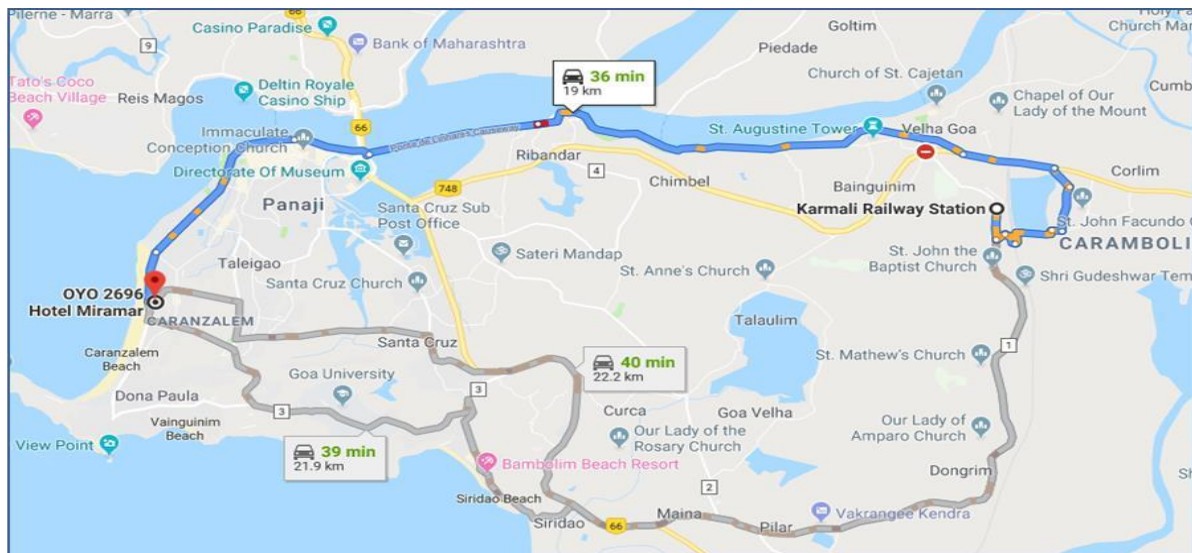 Pilerne - Marra
Casino Paradise
66
Bank of Maharashtra
9
Goltim
Piedade
Church Mar
Tato's Coco
Beach Village
Reis Magos
Deltin Royale
Casino Ship
36 min
19 km
Church of St. Cajetan
Cumb
Chapel of Our
Lady of the Mount
66
Immaculate
Conception Church
Ponte de Linhares Causeway
St. Augustine Tower
Velha Goa
Directorate Of Museum
Ribandar
4
Chimbel
Bainguinim
Corlim
748
Panaji
Santa Cruz Sub
Post Office
Karmali Railway Station
St. John Facundo C
CARAMBOLI
Taleigao
Sateri Mandap
St. John the
Baptist Church
Santa Cruz Church
St. Anne's Church
Shri Gudeshwar Tem
OYO 2696
Hotel Miramar
CARANZALEM
Talaulim
Caranzalem
Beach
Santa Cruz
40 min
22.2 km
1
St. Mathew's Church
Goa University
3
Dona Paula
3
Curca
Goa Velha
Vainguinim
Beach
Our Lady of the
Rosary Church
Our Lady of
Amparo Church
View Point
39 min
21.9 km
Bambolim Beach Resort
Dongrim
2
Siridao Beach
Siridao
66
Maina
Pilar
Vakrangee Kendra